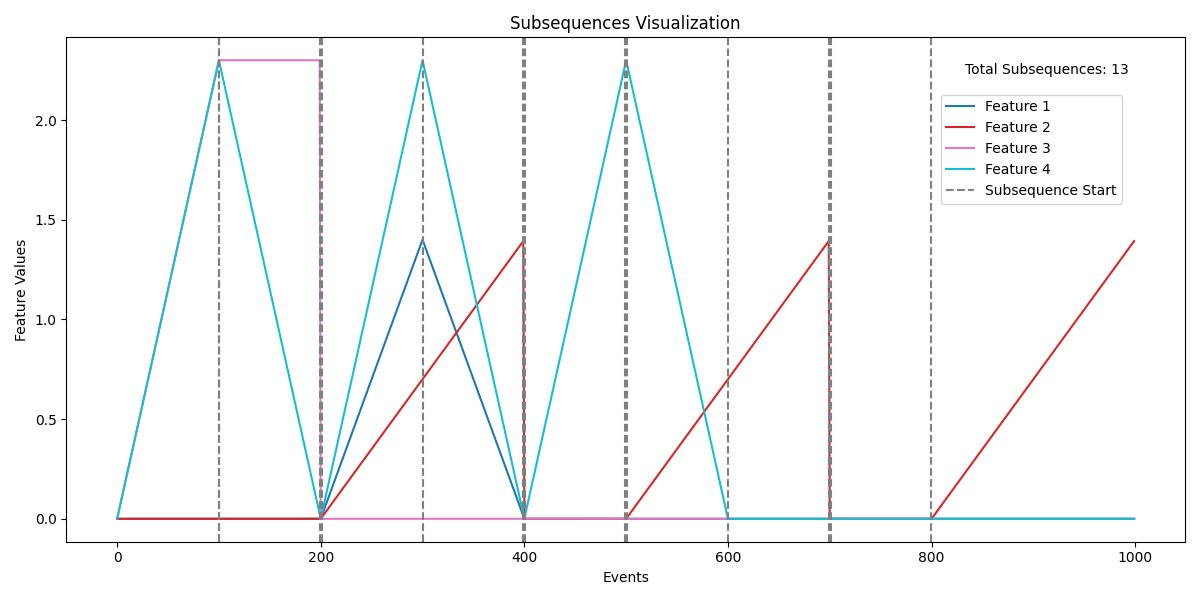 Subsequences Visualization
Total Subsequences: 13
Feature 1
Feature 2
Feature 3
Feature 4
Subsequence Start
Feature Values
2.0
1.5
1.0
0.5
0.0
0 200 400 600 800 1000
Events